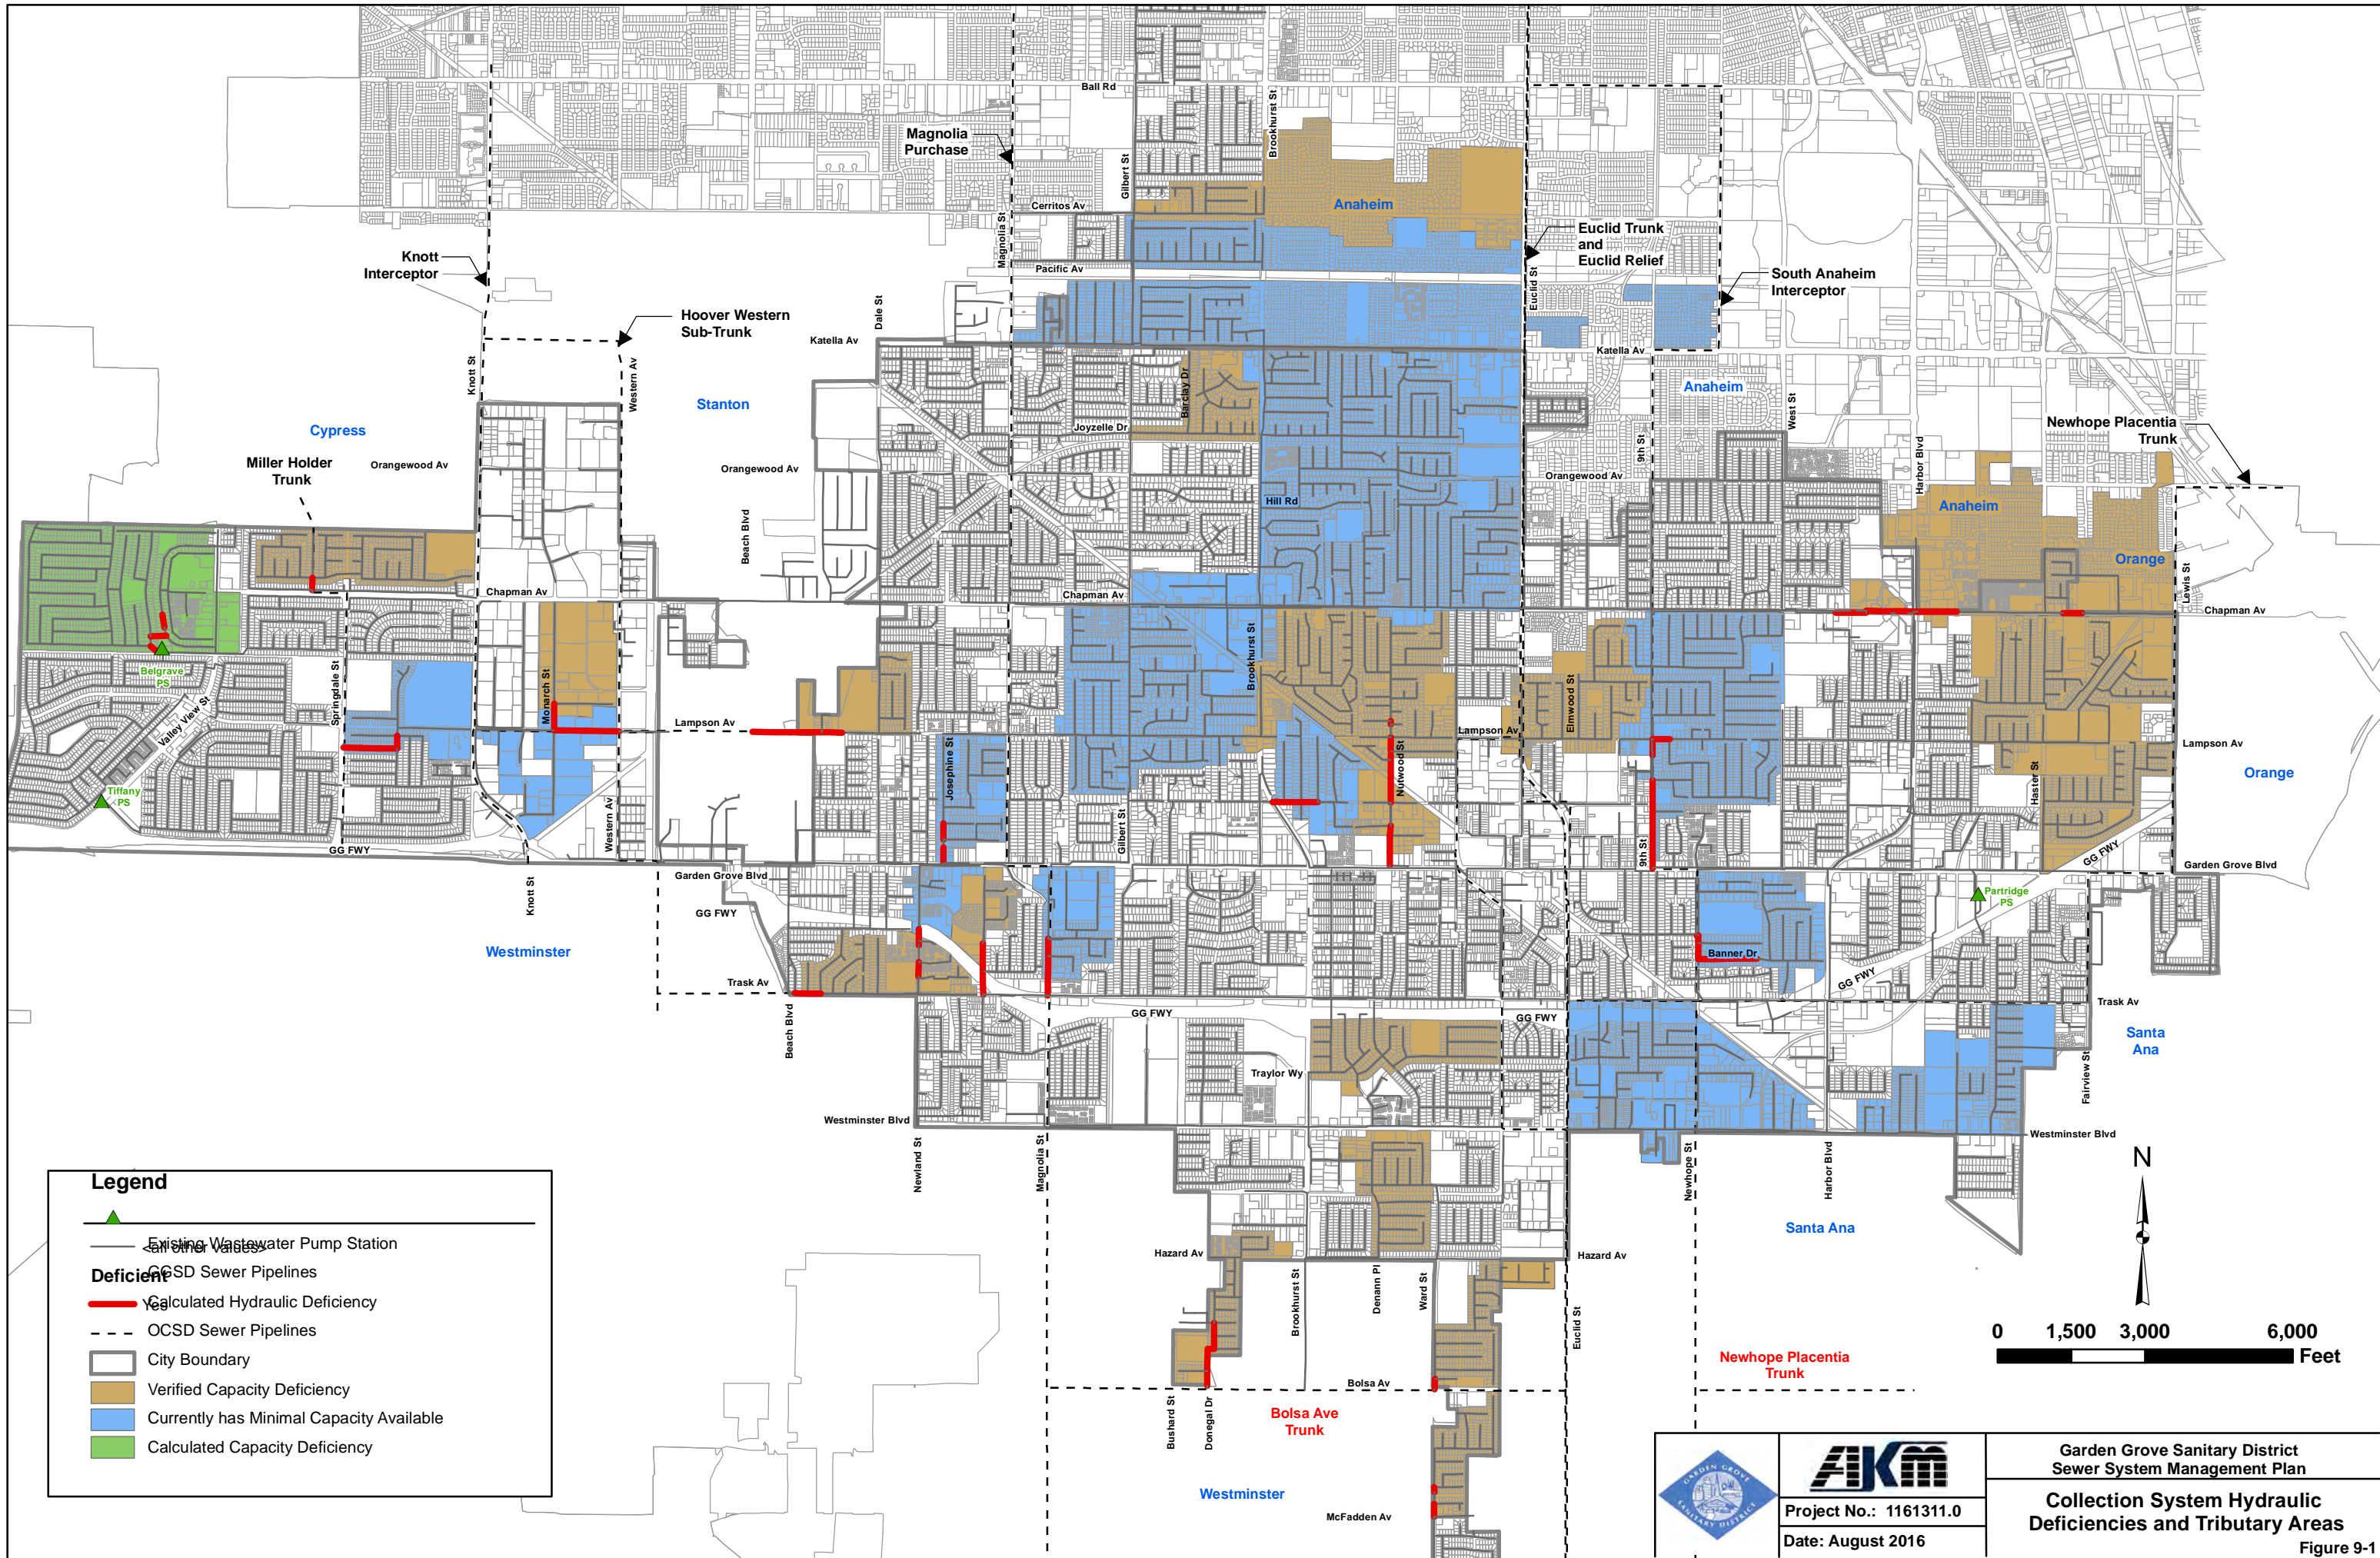 Ball Rd
Magnolia
Purchase
Gilbert St
Brookhurst St
Cerritos Av
Anaheim
Magnolia St
Pacific Av
Euclid Trunk
and
Euclid Relief
Euclid St
South Anaheim
Interceptor
Knott
Interceptor
Hoover Western
Sub-Trunk
Dale St
Katella Av
Katella Av
Knott St
Western Av
Stanton
Barclay Dr
Joyzelle Dr
Anaheim
West St
9th St
Harbor Blvd
Newhope Placentia
Trunk
Cypress
Miller Holder
Trunk
Orangewood Av
Orangewood Av
Orangewood Av
Hill Rd
Beach Blvd
Anaheim
Orange
Lewis St
Chapman Av
Chapman Av
Chapman Av
Belgrave
PS
Valley View St
Springdale St
Monarch St
Lampson Av
Brookhurst St
Elmwood St
Lampson Av
Lampson Av
Nutwood St
Josephine St
Gilbert St
Haster St
Orange
Tiffany
PS
Western Av
9th St
GG FWY
GG FWY
Garden Grove Blvd
Garden Grove Blvd
Knott St
GG FWY
Partridge
PS
Westminster
Banner Dr
GG FWY
Trask Av
Trask Av
Beach Blvd
GG FWY
GG FWY
Santa
Ana
Traylor Wy
Fairview St
Westminster Blvd
Westminster Blvd
Newland St
Magnolia St
Newhope St
Harbor Blvd
N
Santa Ana
Hazard Av
Hazard Av
Brookhurst St
Denann Pl
Ward St
Euclid St
0 1,500 3,000 6,000
Feet
Newhope Placentia
Trunk
Bolsa Av
Bolsa Ave
Trunk
Bushard St
Donegal Dr
Westminster
McFadden Av
Legend
Existing Wastewater Pump Station
<all other values>
GGSD Sewer Pipelines
Deficient
Calculated Hydraulic Deficiency
Yes
OCSD Sewer Pipelines
City Boundary
Verified Capacity Deficiency
Currently has Minimal Capacity Available
Calculated Capacity Deficiency
GARDEN GROVE
SANITARY DISTRICT
AKM
Project No.: 1161311.0
Date: August 2016
Garden Grove Sanitary District
Sewer System Management Plan
Collection System Hydraulic
Deficiencies and Tributary Areas
Figure 9-1